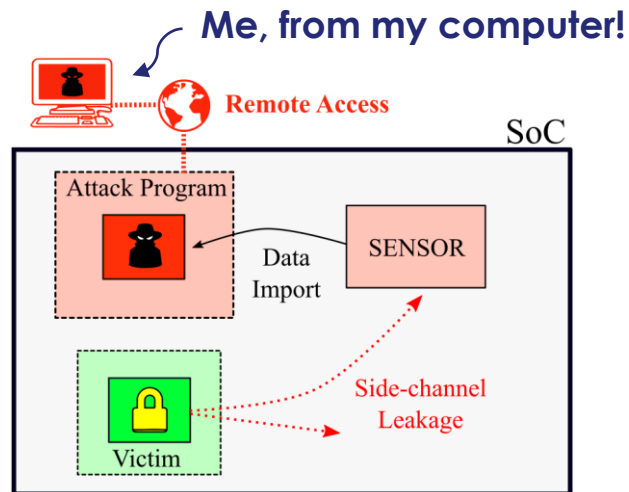 Me, from my computer!
Remote Access
SoC
Attack Program
Data
Import
SENSOR
Side-channel
Leakage
Victim